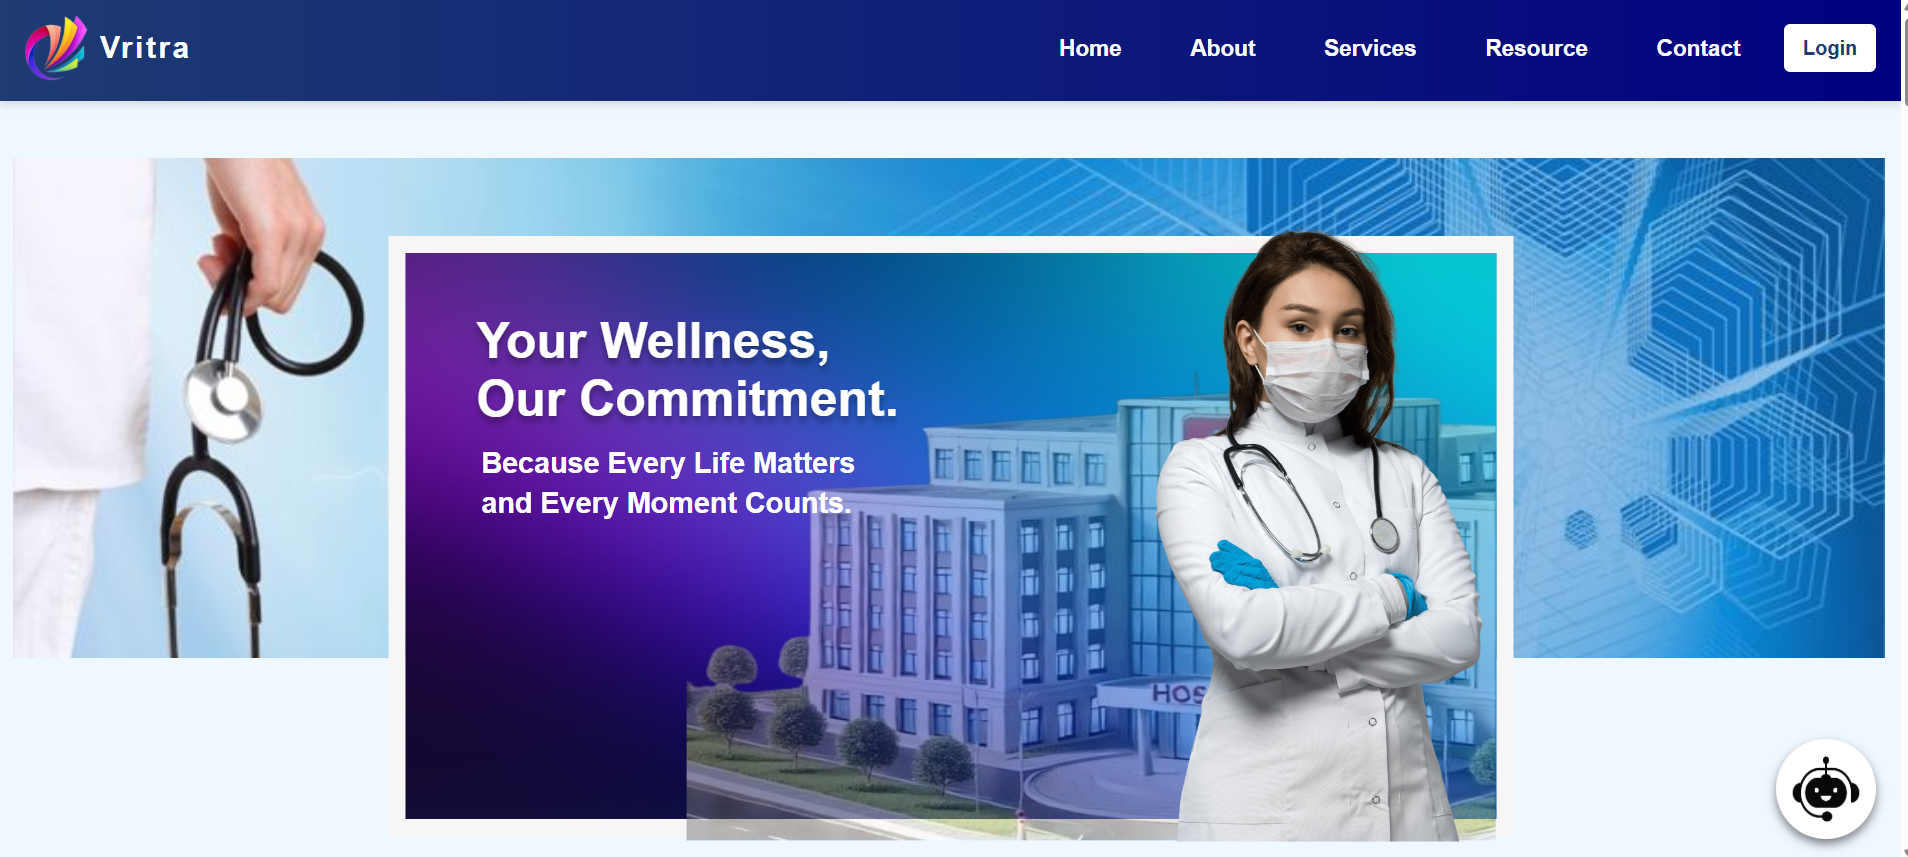 Vritra
Home
About
Services
Resource
Contact
Login
Your Wellness,
Our Commitment.
Because Every Life Matters
and Every Moment Counts.
HOS